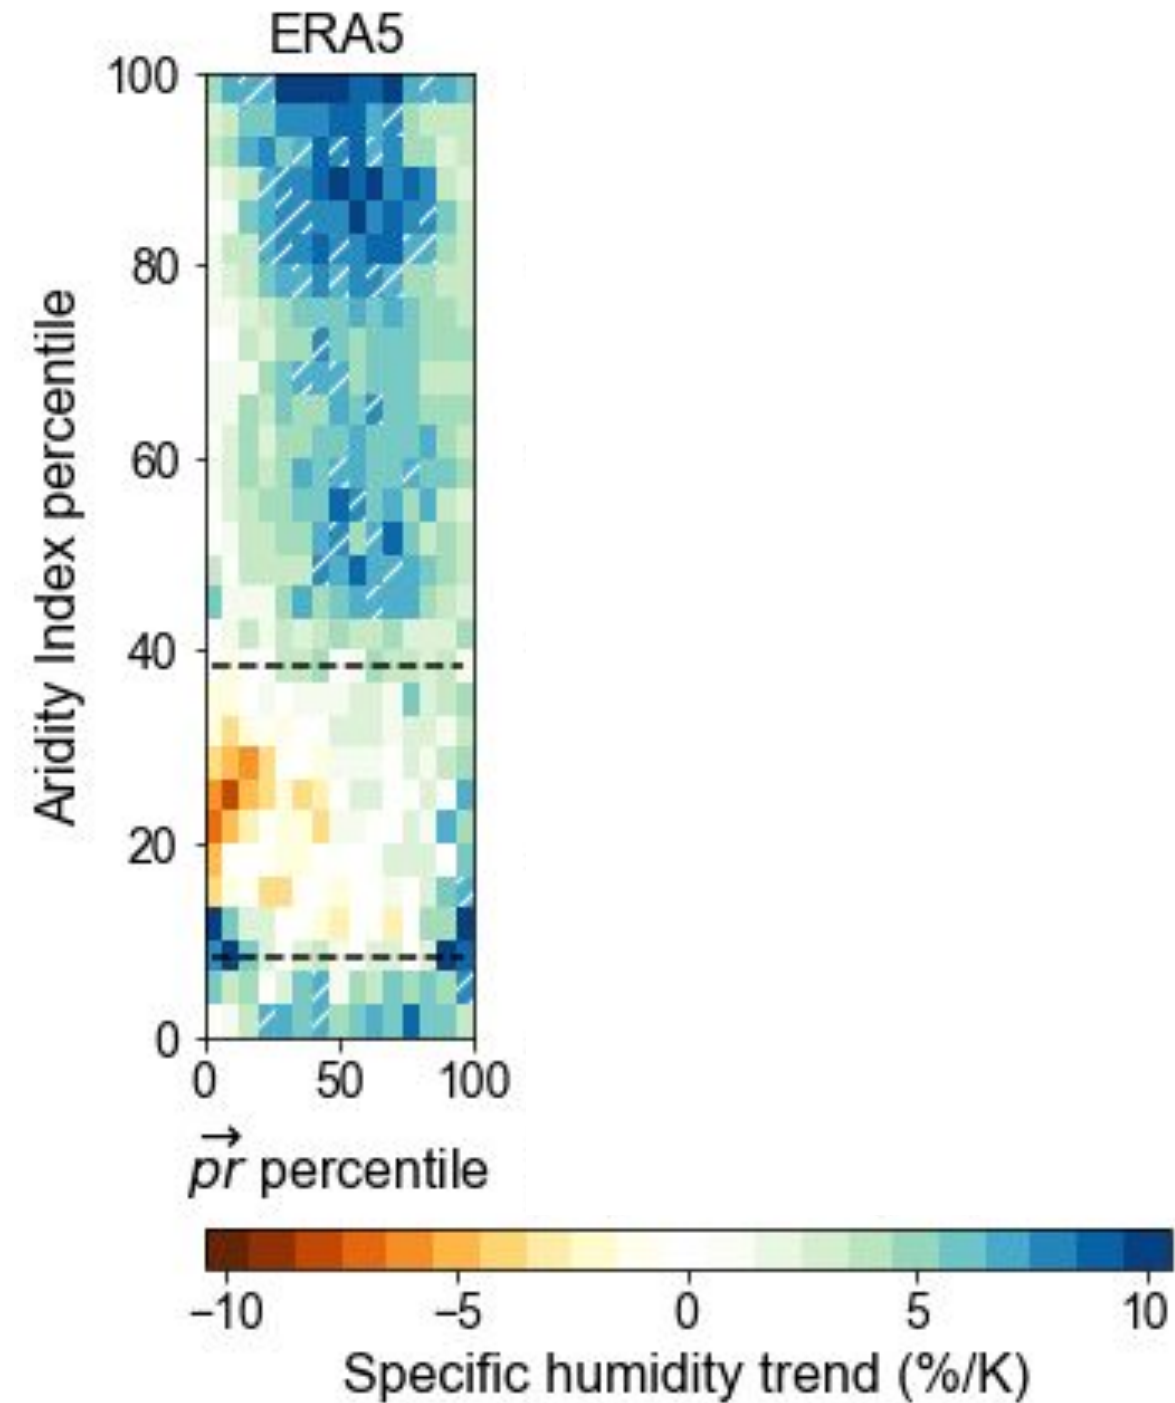 ERA5
100
80
60
40
20
0
Aridity Index percentile
0 50 100
pr percentile
−10 −5 0 5 10
Specific humidity trend (%/K)